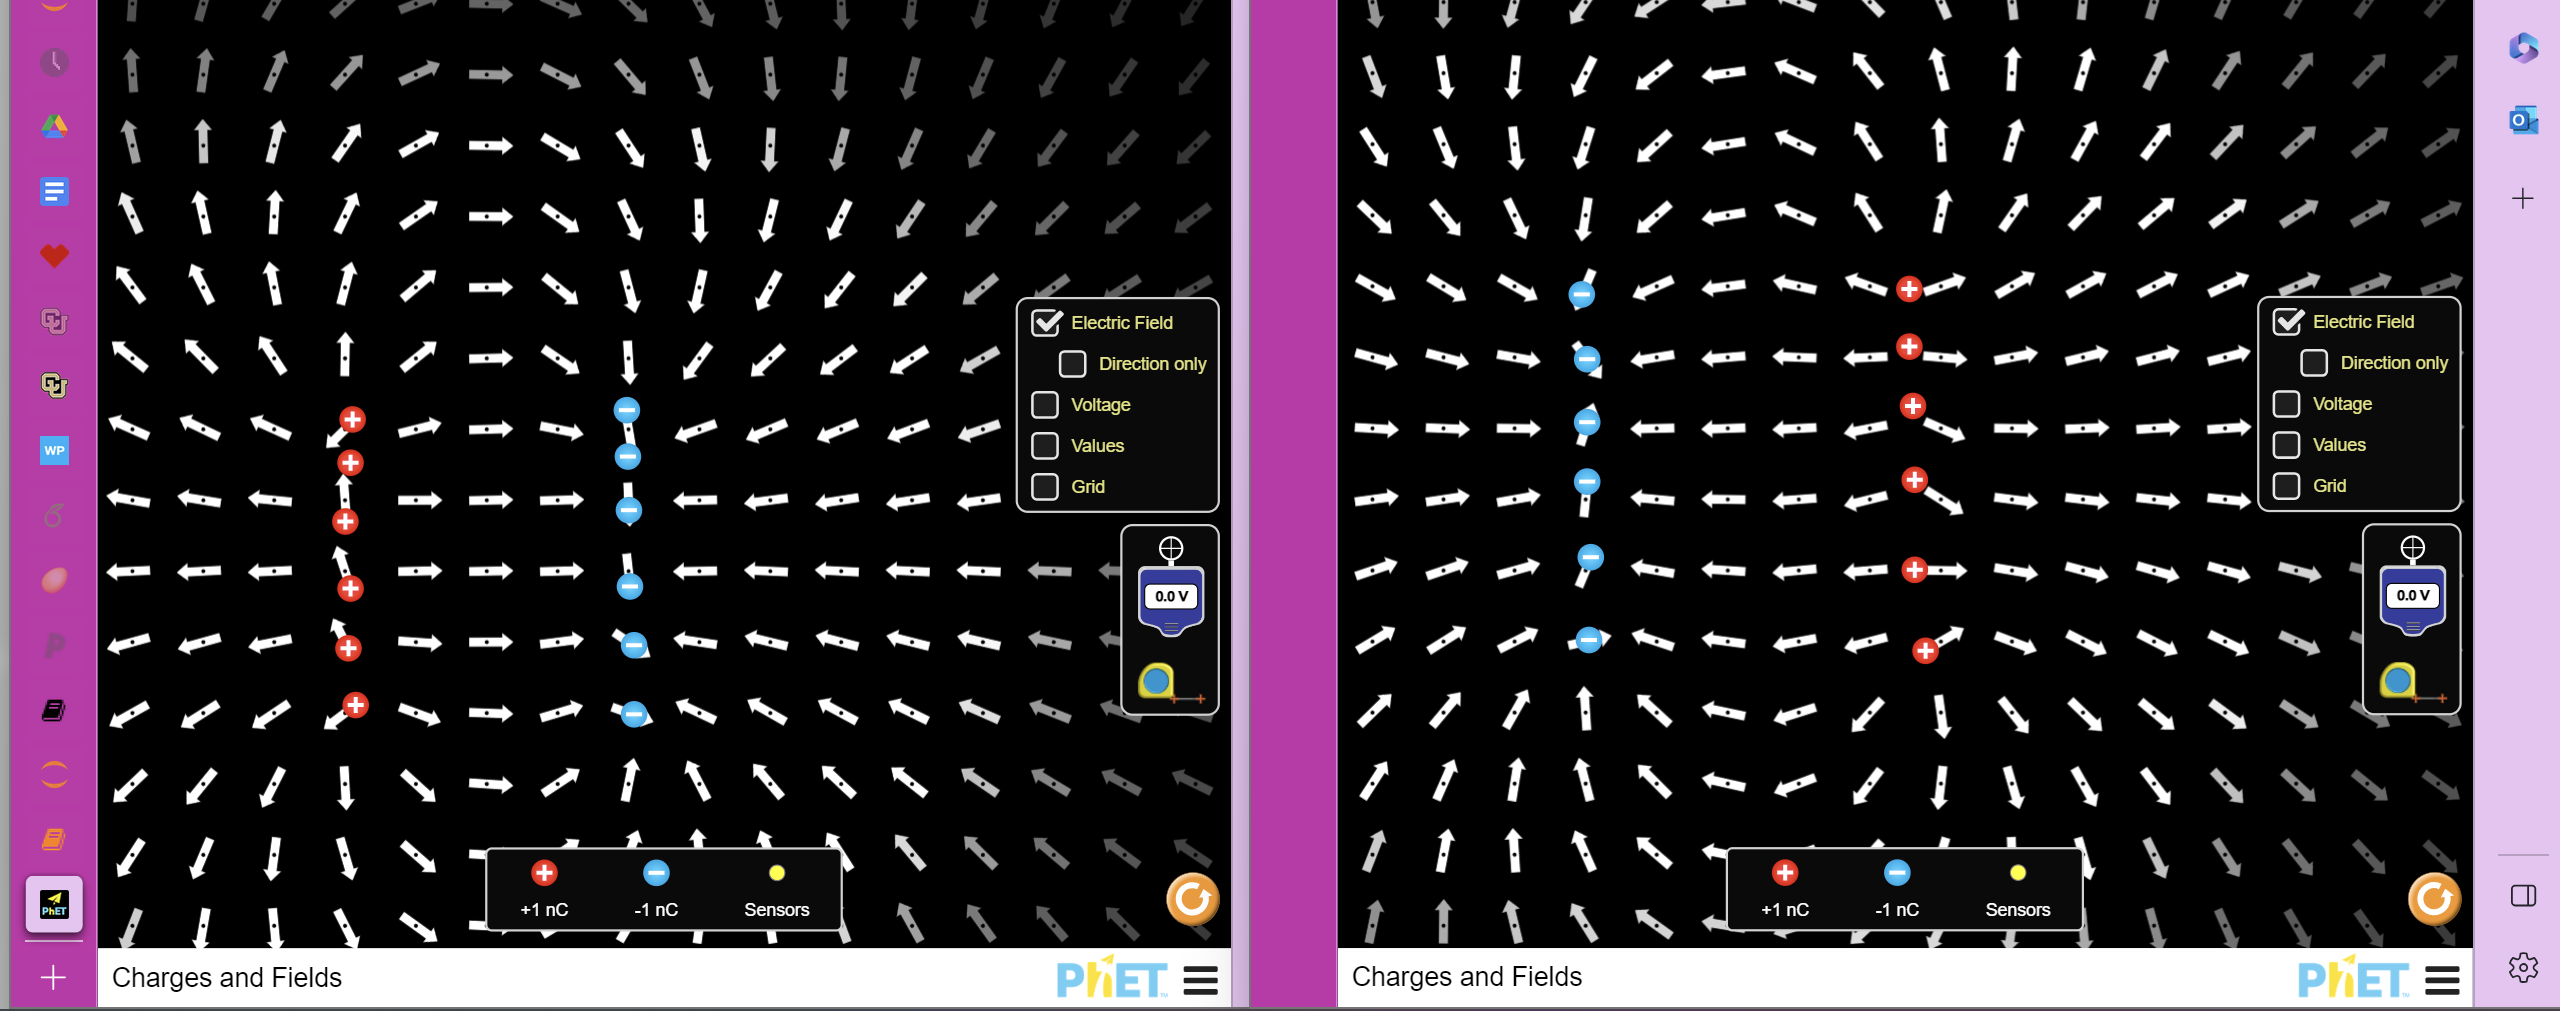 WP
PhET
Electric Field
Direction only
Voltage
Values
Grid
0.0 V
+1 nC
-1 nC
Sensors
Charges and Fields
PhET
Electric Field
Direction only
Voltage
Values
Grid
0.0 V
+1 nC
-1 nC
Sensors
Charges and Fields
PhET